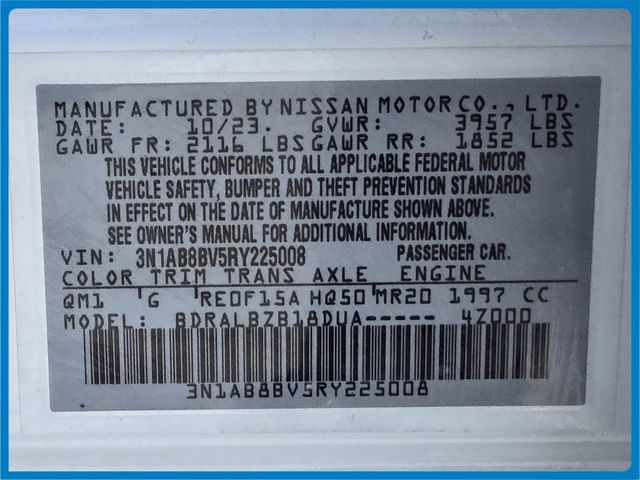 MANUFACTURED BY NISSAN MOTOR CO., LTD.
DATE: 10/23. GVWR: 3957 LBS
GAWR FR: 2116 LBS GAWR RR: 1852 LBS
THIS VEHICLE CONFORMS TO ALL APPLICABLE FEDERAL MOTOR
VEHICLE SAFETY, BUMPER AND THEFT PREVENTION STANDARDS
IN EFFECT ON THE DATE OF MANUFACTURE SHOWN ABOVE.
SEE OWNER'S MANUAL FOR ADDITIONAL INFORMATION.
VIN: 3N1AB8BV5RY225008 PASSENGER CAR.
COLOR TRIM TRANS AXLE ENGINE
QM1 G RE0F15A HQ50 MR20 1997 CC
MODEL: BDRALBZB18DUA----- 4Z000
3N1AB8BV5RY225008